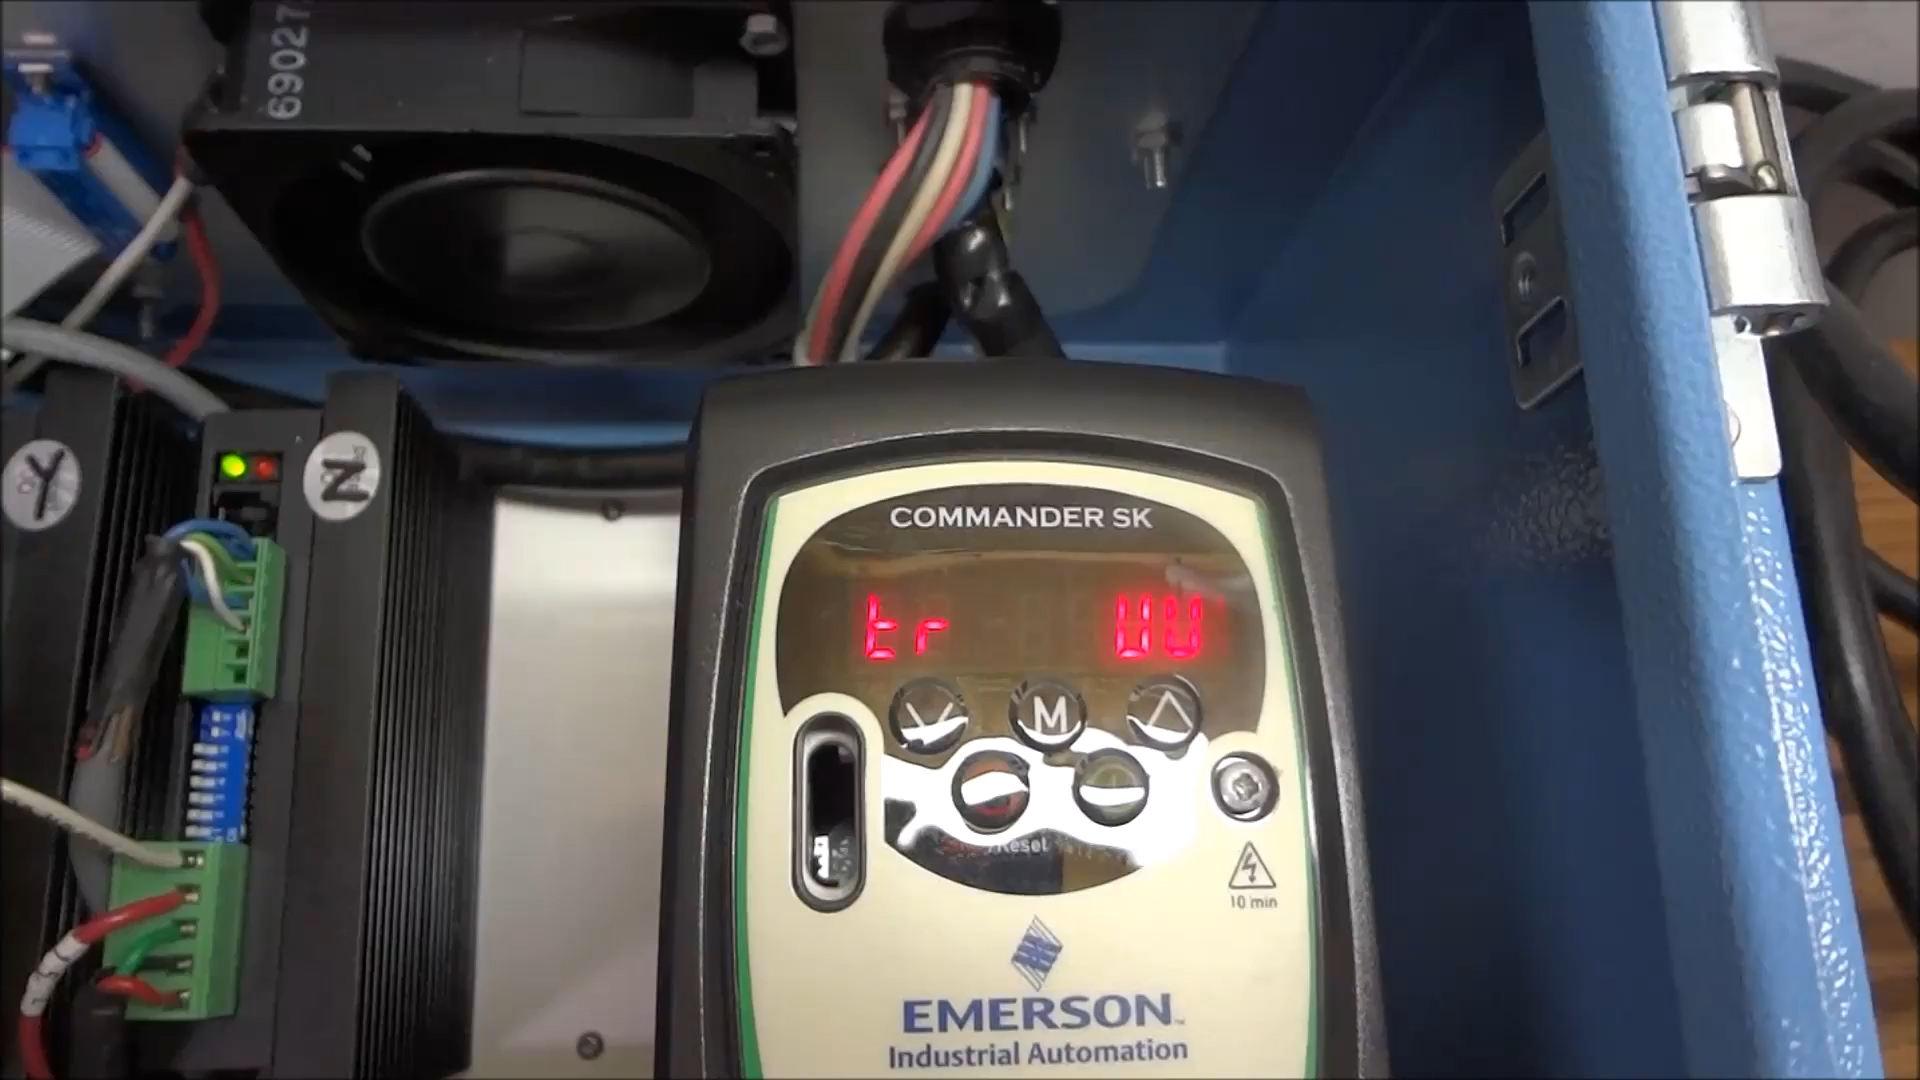 69027
Y
N
COMMANDER SK
tr UU
M
/Reset
10 min
EMERSON
Industrial Automation